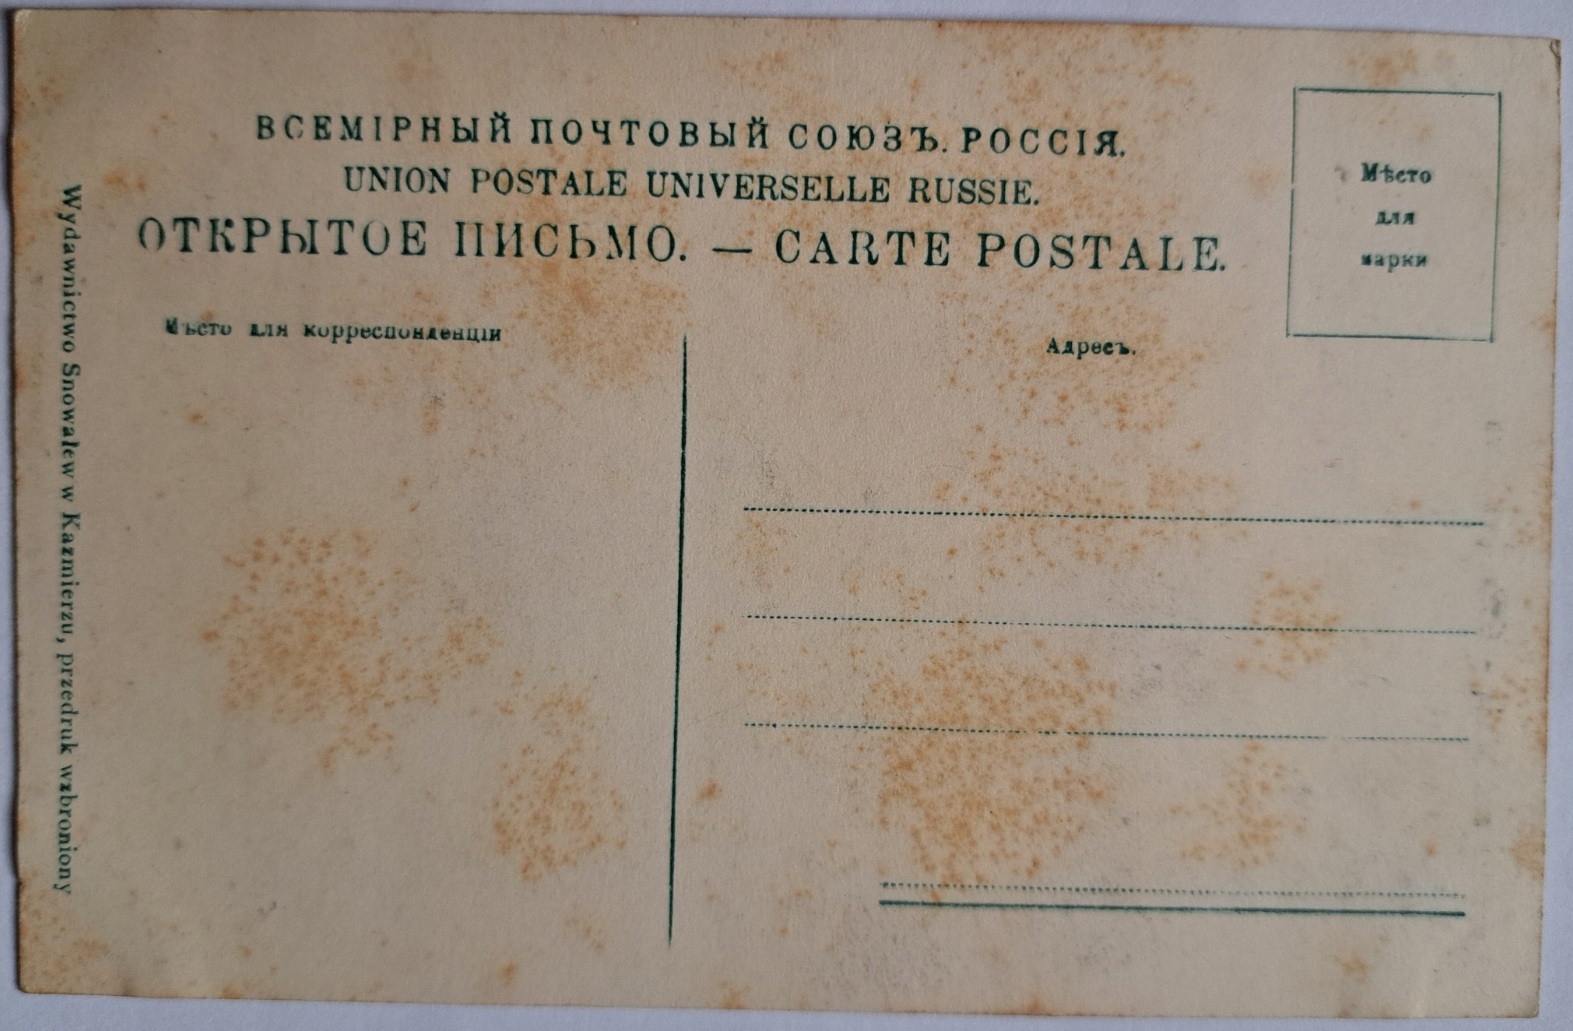 ВСЕМІРНЫЙ ПОЧТОВЫЙ СОЮЗЪ. РОССІЯ.
UNION POSTALE UNIVERSELLE RUSSIE.
ОТКРЫТОЕ ПИСЬМО. — CARTE POSTALE.
Мѣсто
для
марки
Мѣсто для корреспонденціи
Адресъ.
Wydawnictwo Snowalew w Kazmierzu, przedruk wzbroniony